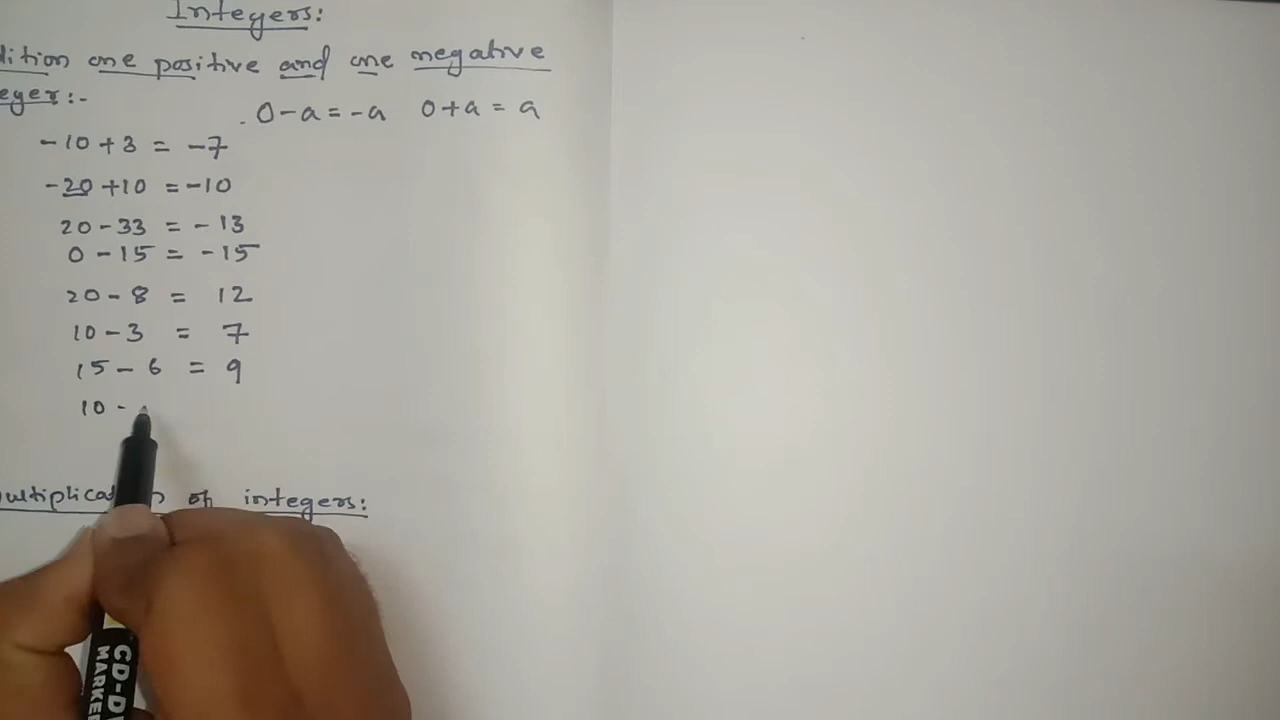 Integers:
dition one positive and one negative
eger:-
0-a=-a 0+a=a
-10+3 = -7
-20+10 =-10
20-33 = -13
0-15 = -15
20-8 = 12
10-3 = 7
15-6 = 9
10-
of integers:
CD-D
MARKE